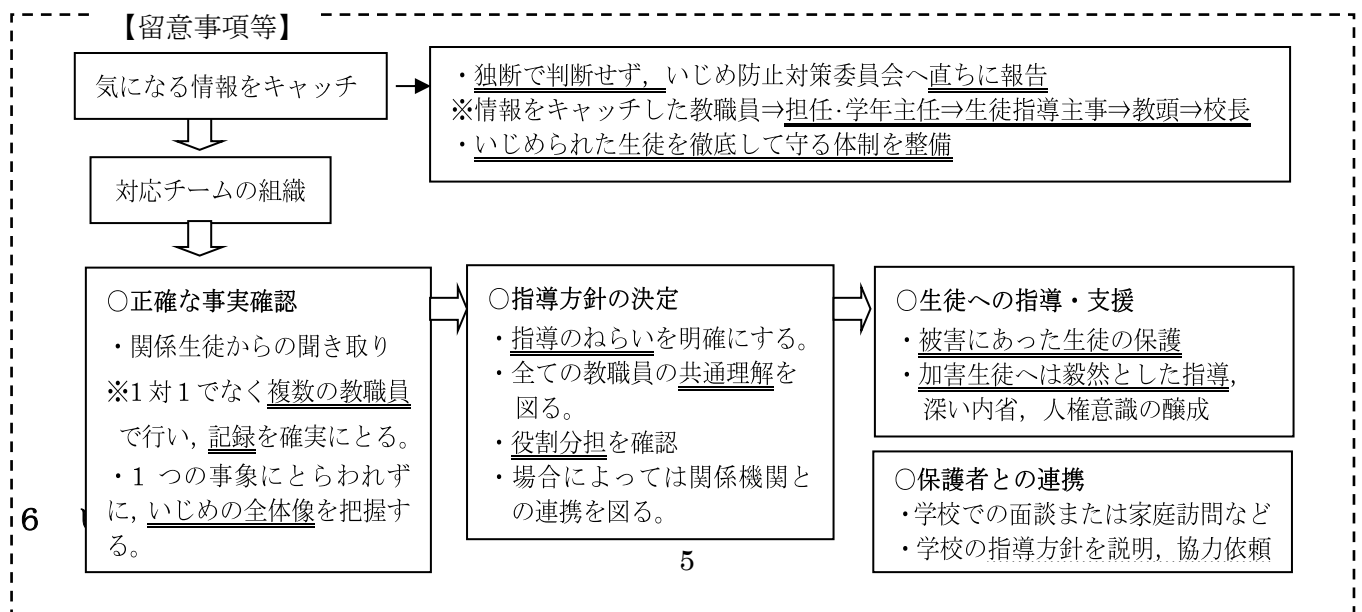 【留意事項等】
気になる情報をキャッチ
・独断で判断せず，いじめ防止対策委員会へ直ちに報告
※情報をキャッチした教職員⇒担任・学年主任⇒生徒指導主事⇒教頭⇒校長
・いじめられた生徒を徹底して守る体制を整備
対応チームの組織
○正確な事実確認
・関係生徒からの聞き取り
※1対1でなく複数の教職員
で行い，記録を確実にとる。
・1つの事象にとらわれず
に，いじめの全体像を把握す
る。
○指導方針の決定
・指導のねらいを明確にする。
・全ての教職員の共通理解を
図る。
・役割分担を確認
・場合によっては関係機関と
の連携を図る。
○生徒への指導・支援
・被害にあった生徒の保護
・加害生徒へは毅然とした指導，
深い内省，人権意識の醸成
○保護者との連携
・学校での面談または家庭訪問など
・学校の指導方針を説明，協力依頼
6
5